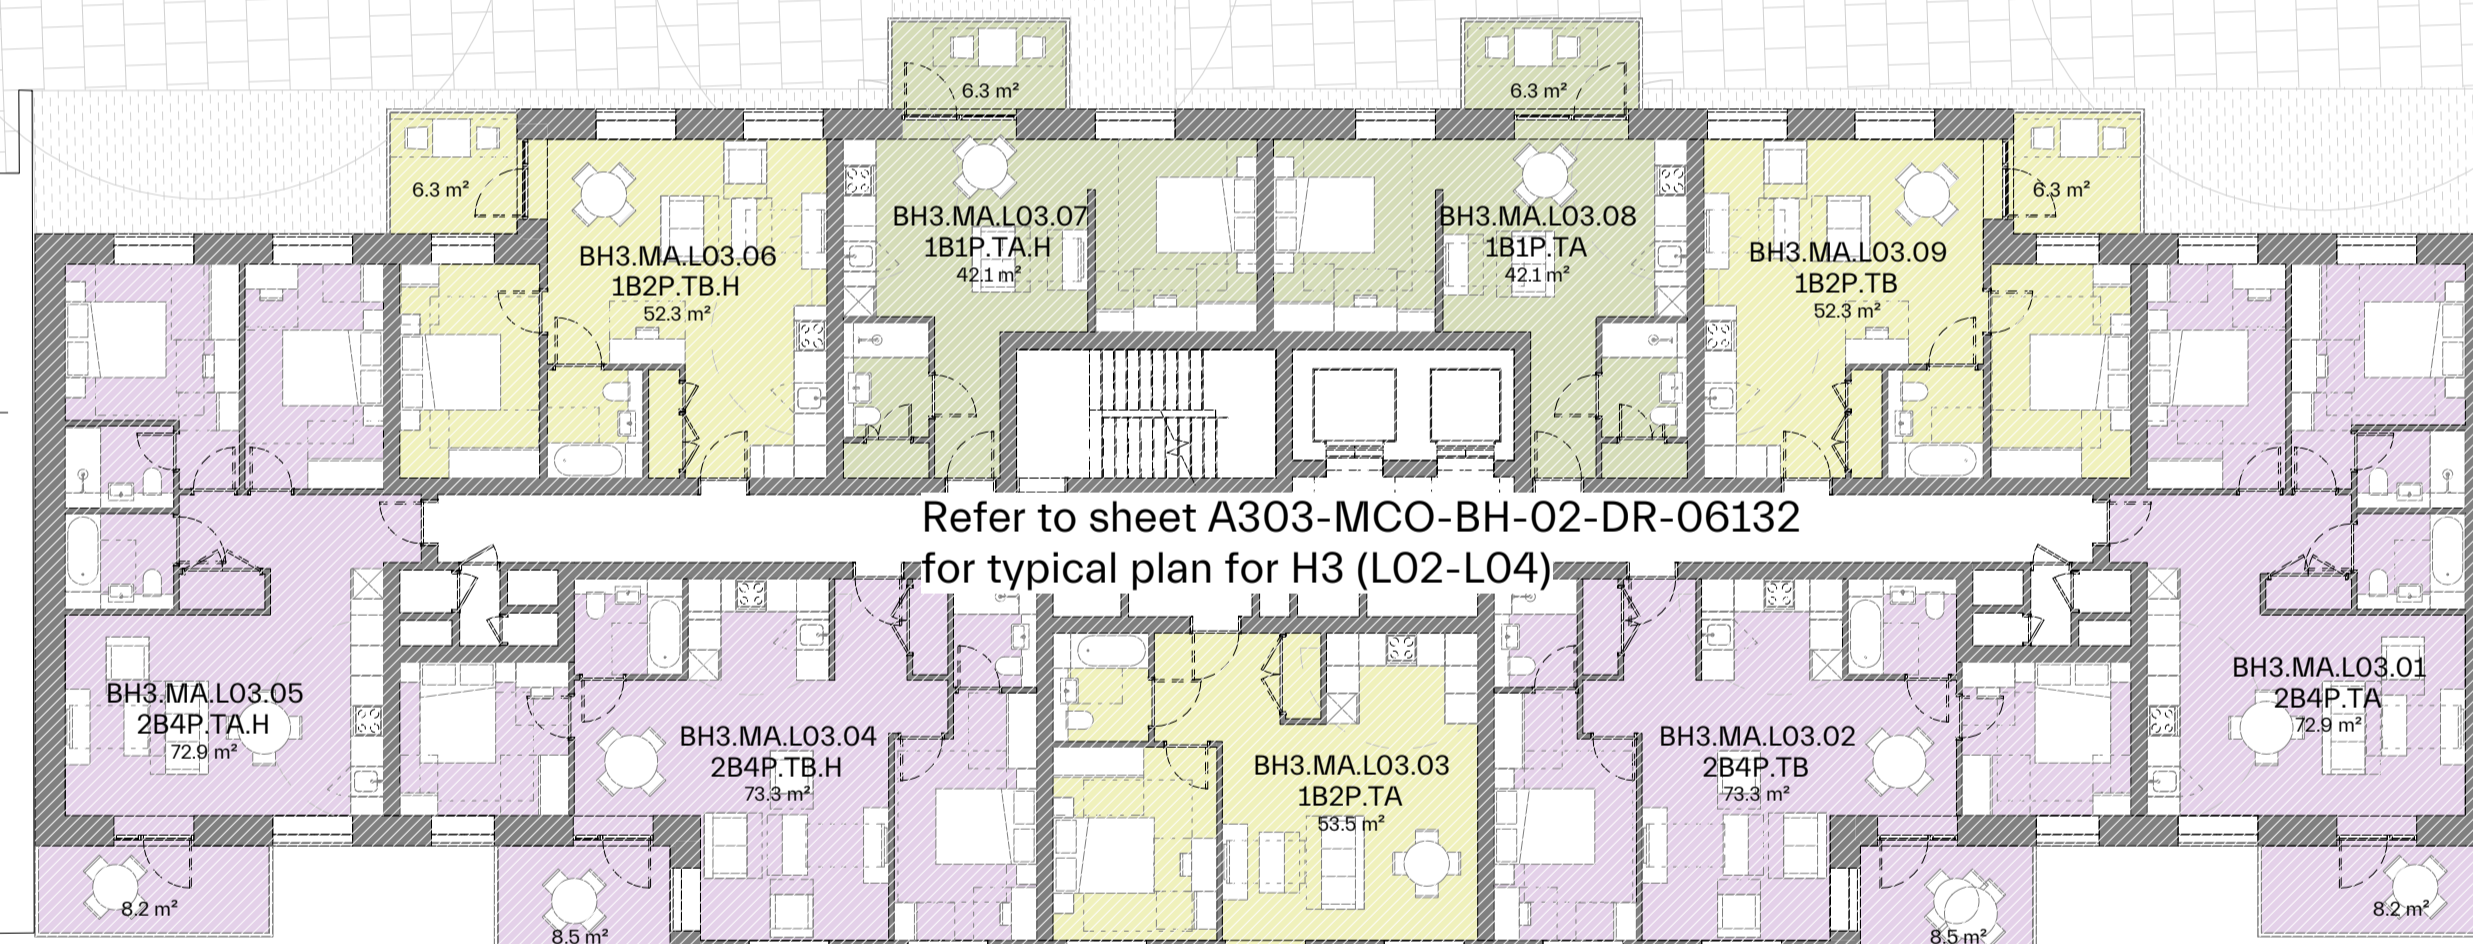 6.3 m²
6.3 m²
6.3 m²
6.3 m²
BH3.MA.L03.06
1B2P.TB.H
52.3 m²
BH3.MA.L03.07
1B1P.TA.H
42.1 m²
BH3.MA.L03.08
1B1P.TA
42.1 m²
BH3.MA.L03.09
1B2P.TB
52.3 m²
Refer to sheet A303-MCO-BH-02-DR-06132
for typical plan for H3 (L02-L04)
BH3.MA.L03.05
2B4P.TA.H
72.9 m²
BH3.MA.L03.04
2B4P.TB.H
73.3 m²
BH3.MA.L03.03
1B2P.TA
53.5 m²
BH3.MA.L03.02
2B4P.TB
73.3 m²
BH3.MA.L03.01
2B4P.TA
72.9 m²
8.2 m²
8.5 m²
8.5 m²
8.2 m²